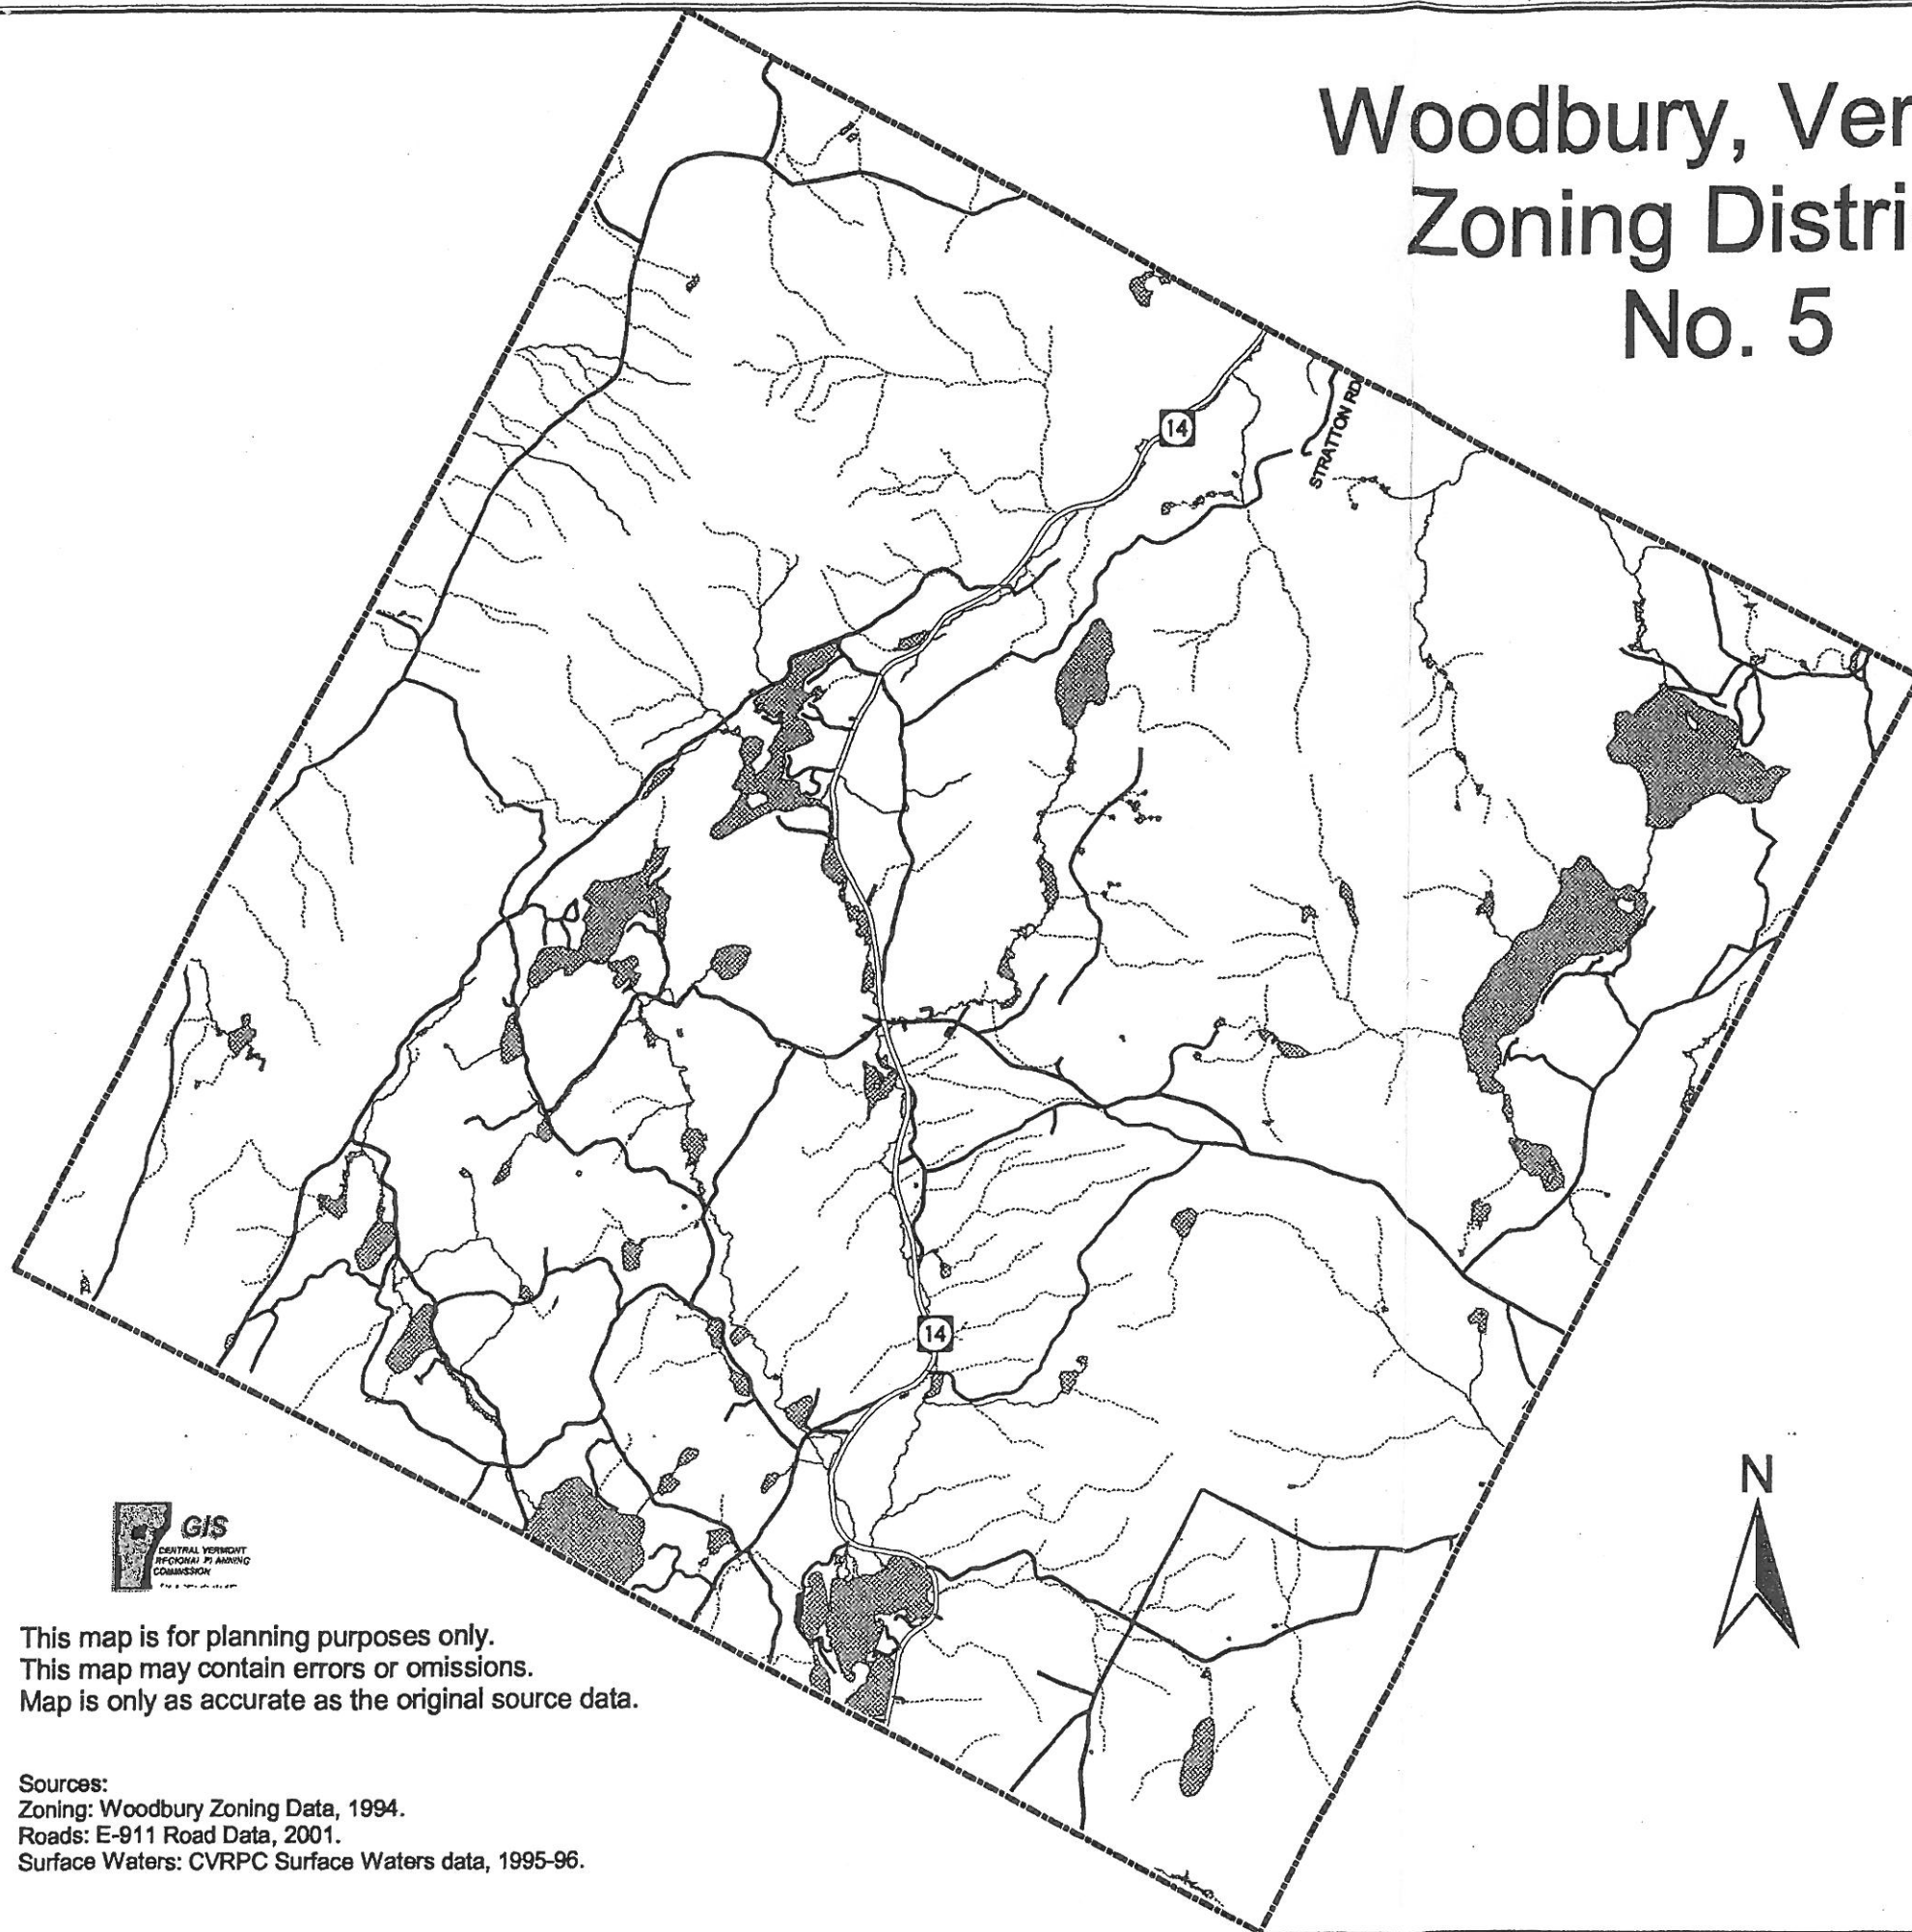 Woodbury, Ver
Zoning Distri
No. 5
14
STRATTON RD
14
N
GIS
CENTRAL VERMONT
REGIONAL PLANNING
COMMISSION
This map is for planning purposes only.
This map may contain errors or omissions.
Map is only as accurate as the original source data.
Sources:
Zoning: Woodbury Zoning Data, 1994.
Roads: E-911 Road Data, 2001.
Surface Waters: CVRPC Surface Waters data, 1995-96.